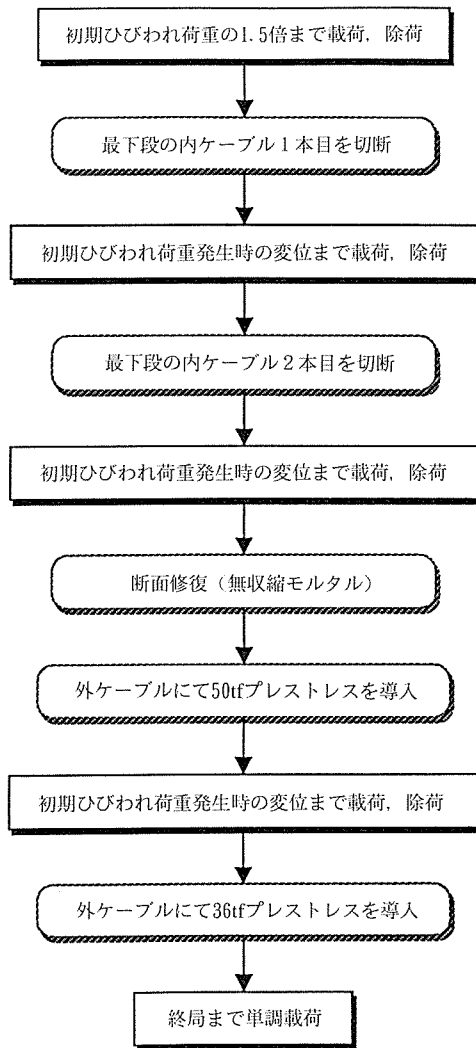 初期ひびわれ荷重の1.5倍まで載荷, 除荷
最下段の内ケーブル1本目を切断
初期ひびわれ荷重発生時の変位まで載荷, 除荷
最下段の内ケーブル2本目を切断
初期ひびわれ荷重発生時の変位まで載荷, 除荷
断面修復（無収縮モルタル）
外ケーブルにて50tfプレストレスを導入
初期ひびわれ荷重発生時の変位まで載荷, 除荷
外ケーブルにて36tfプレストレスを導入
終局まで単調載荷